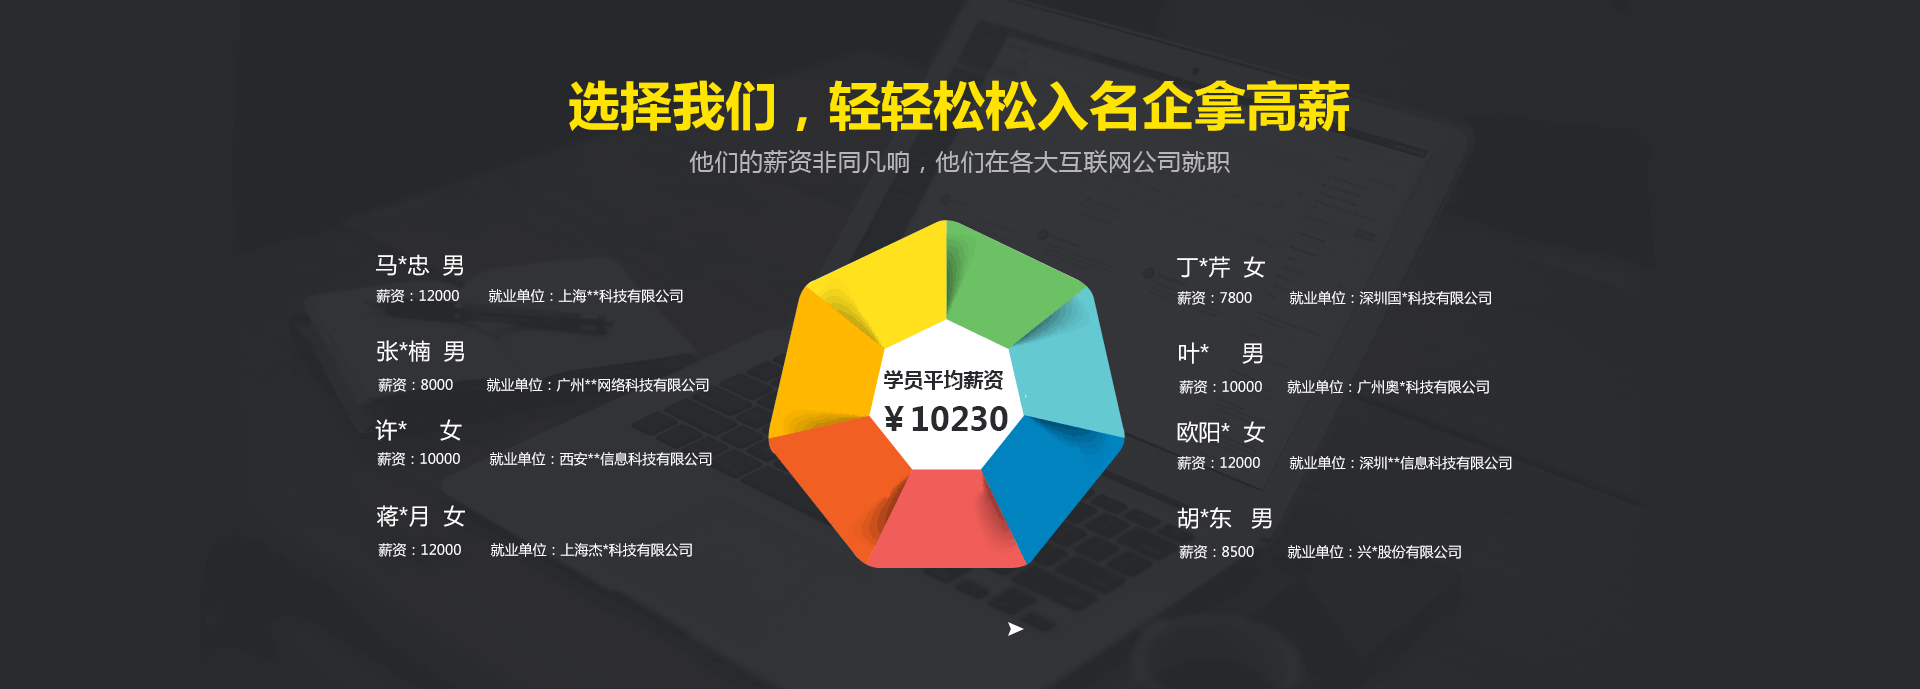 选择我们，轻轻松松入名企拿高薪
他们的薪资非同凡响，他们在各大互联网公司就职
马*忠 男
薪资：12000 就业单位：上海**科技有限公司
张*楠 男
薪资：8000 就业单位：广州**网络科技有限公司
许* 女
薪资：10000 就业单位：西安**信息科技有限公司
蒋*月 女
薪资：12000 就业单位：上海杰*科技有限公司
学员平均薪资
¥10230
丁*芹 女
薪资：7800 就业单位：深圳国*科技有限公司
叶* 男
薪资：10000 就业单位：广州奥*科技有限公司
欧阳* 女
薪资：12000 就业单位：深圳**信息科技有限公司
胡*东 男
薪资：8500 就业单位：兴*股份有限公司